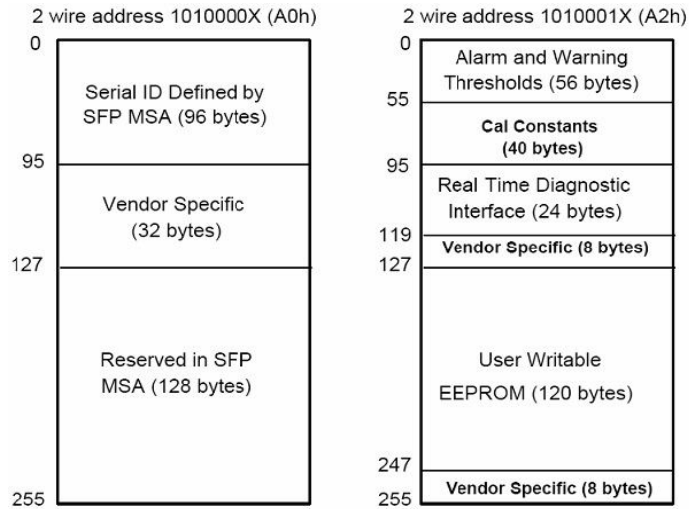 2 wire address 1010000X (A0h)
0
Serial ID Defined by
SFP MSA (96 bytes)
95
Vendor Specific
(32 bytes)
127
Reserved in SFP
MSA (128 bytes)
255
2 wire address 1010001X (A2h)
0
Alarm and Warning
Thresholds (56 bytes)
55
Cal Constants
(40 bytes)
95
Real Time Diagnostic
Interface (24 bytes)
119
Vendor Specific (8 bytes)
127
User Writable
EEPROM (120 bytes)
247
Vendor Specific (8 bytes)
255